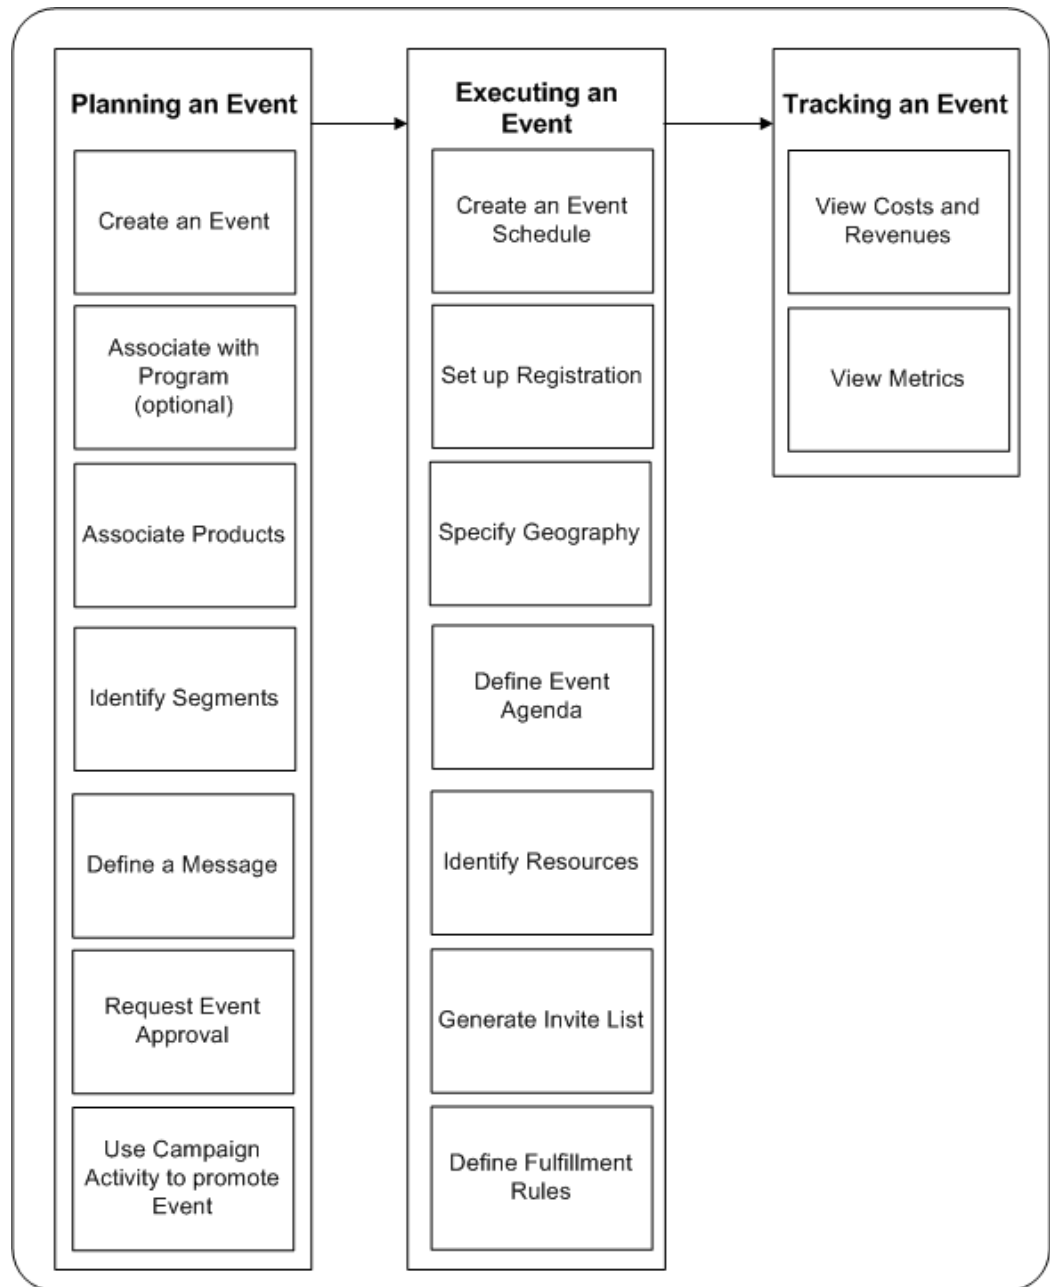 Planning an Event
Create an Event
Associate with
Program
(optional)
Associate Products
Identify Segments
Define a Message
Request Event
Approval
Use Campaign
Activity to promote
Event
Executing an
Event
Create an Event
Schedule
Set up Registration
Specify Geography
Define Event
Agenda
Identify Resources
Generate Invite List
Define Fulfillment
Rules
Tracking an Event
View Costs and
Revenues
View Metrics